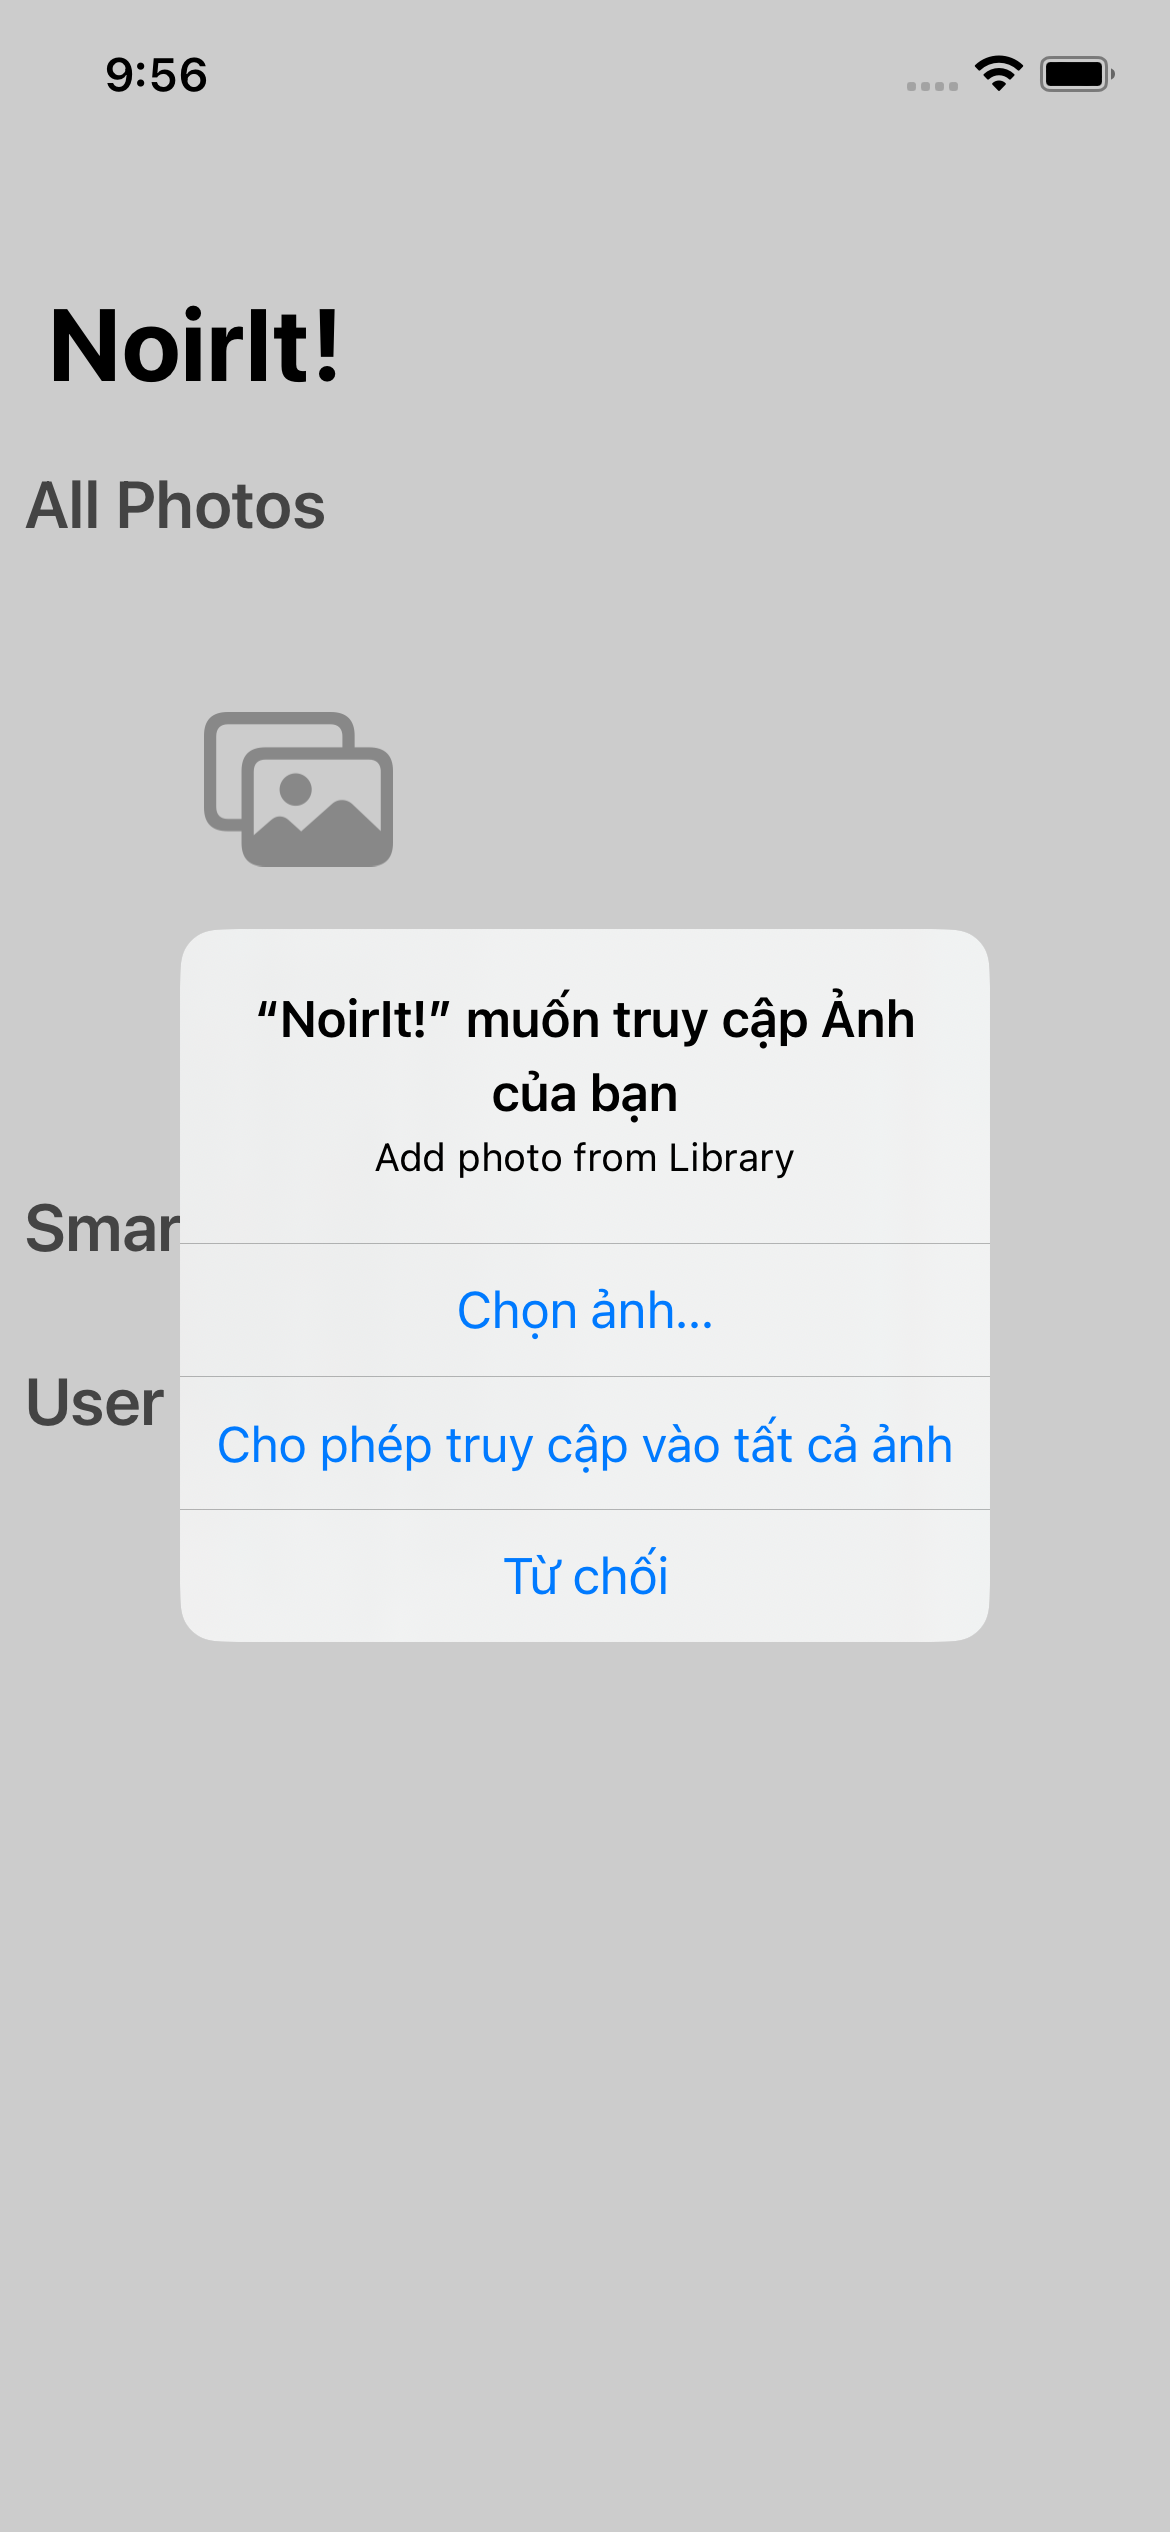 9:56
NoirIt!
All Photos
“NoirIt!” muốn truy cập Ảnh
của bạn
Add photo from Library
Smar
Chọn ảnh...
User
Cho phép truy cập vào tất cả ảnh
Từ chối